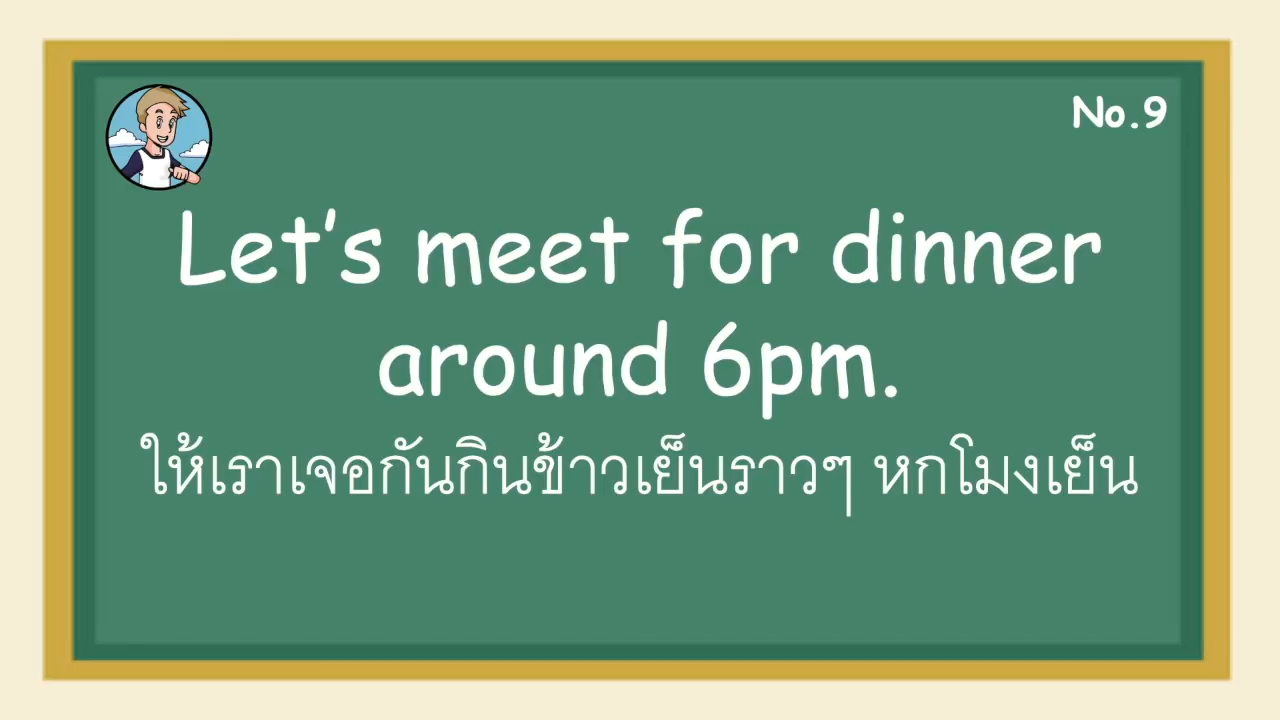 No.9
Let's meet for dinner
around 6pm.
ให้เราเจอกันกินข้าวเย็นราวๆ หกโมงเย็น